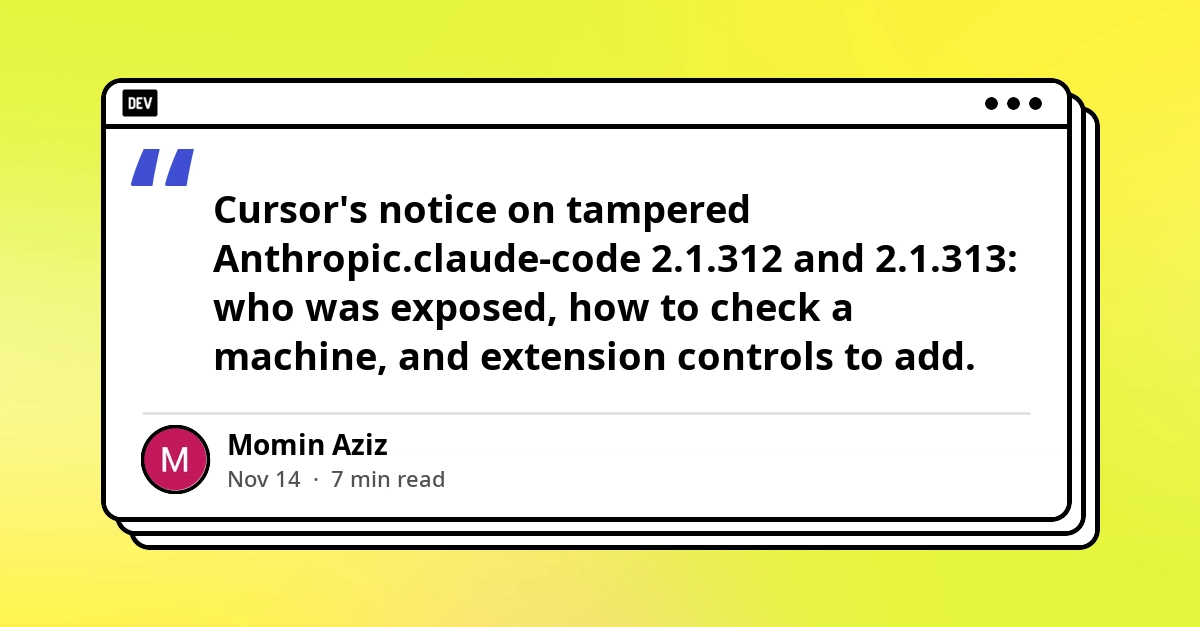 DEV
Cursor's notice on tampered
Anthropic.claude-code 2.1.312 and 2.1.313:
who was exposed, how to check a
machine, and extension controls to add.
M
Momin Aziz
Nov 14 · 7 min read